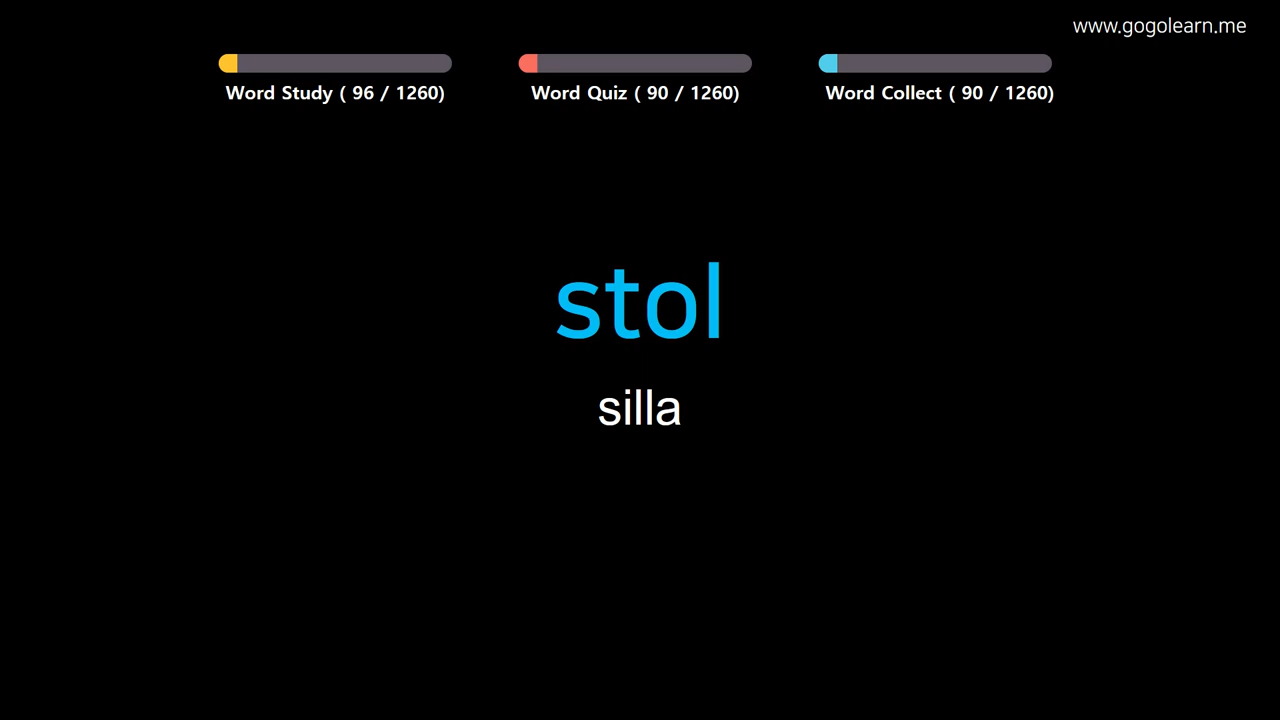 www.gogolearn.me
Word Study ( 96 / 1260)
Word Quiz ( 90 / 1260)
Word Collect ( 90 / 1260)
stol
silla